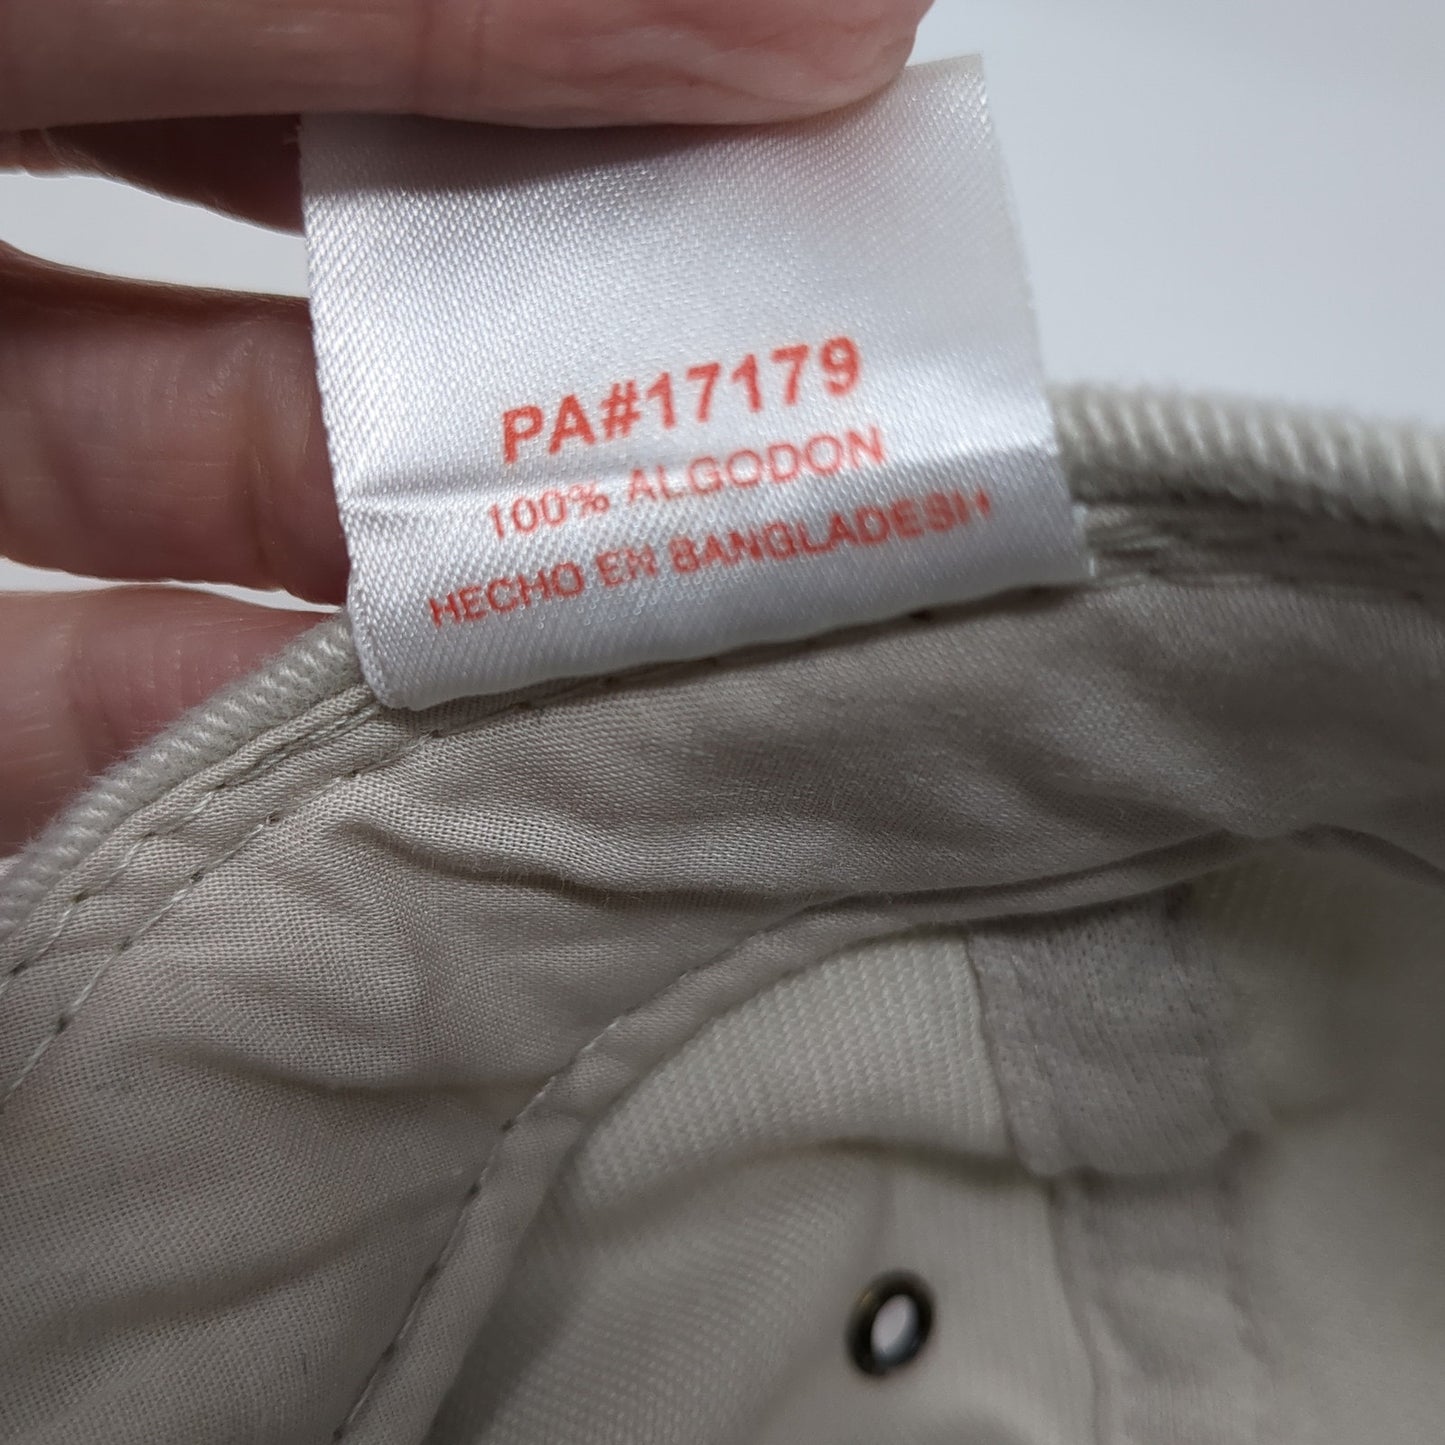 PA#17179
100% ALGODON
HECHO EN BANGLADESH